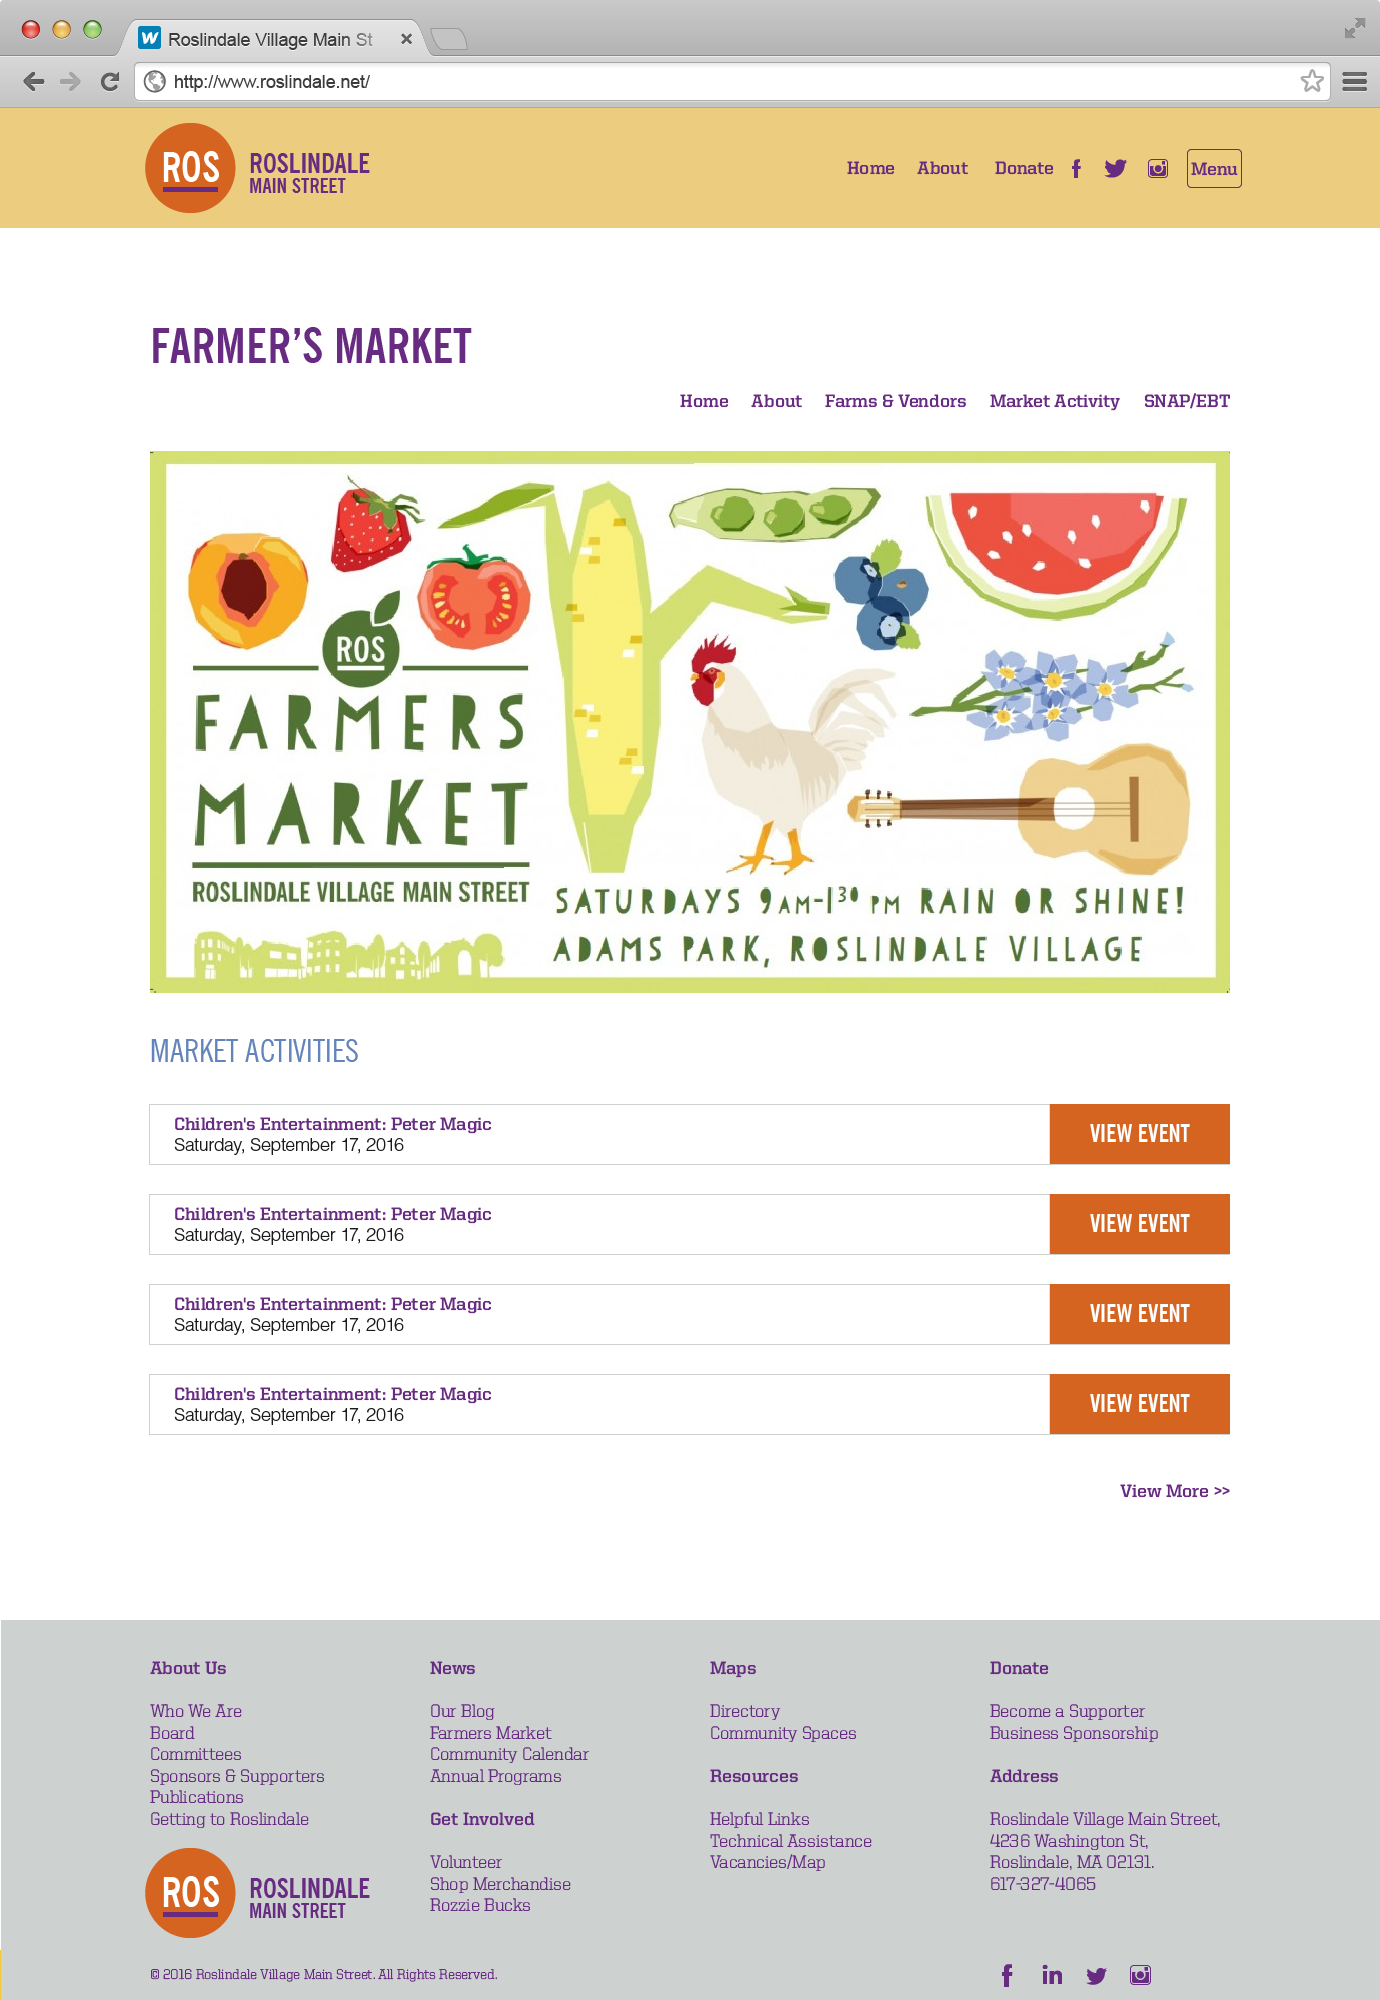 Roslindale Village Main St
http://www.roslindale.net/
ROS
ROSLINDALE
MAIN STREET
Home About Donate Menu
FARMER’S MARKET
Home About Farms & Vendors Market Activity SNAP/EBT
ROS
FARMERS
MARKET
ROSLINDALE VILLAGE MAIN STREET
SATURDAYS 9AM-130 PM RAIN OR SHINE!
ADAMS PARK, ROSLINDALE VILLAGE
MARKET ACTIVITIES
Children's Entertainment: Peter Magic
Saturday, September 17, 2016
VIEW EVENT
Children's Entertainment: Peter Magic
Saturday, September 17, 2016
VIEW EVENT
Children's Entertainment: Peter Magic
Saturday, September 17, 2016
VIEW EVENT
Children's Entertainment: Peter Magic
Saturday, September 17, 2016
VIEW EVENT
View More >>
About Us
Who We Are
Board
Committees
Sponsors & Supporters
Publications
Getting to Roslindale
News
Our Blog
Farmers Market
Community Calendar
Annual Programs
Get Involved
Volunteer
Shop Merchandise
Rozzie Bucks
Maps
Directory
Community Spaces
Resources
Helpful Links
Technical Assistance
Vacancies/Map
Donate
Become a Supporter
Business Sponsorship
Address
Roslindale Village Main Street,
4236 Washington St,
Roslindale, MA 02131.
617-327-4065
ROS
ROSLINDALE
MAIN STREET
© 2016 Roslindale Village Main Street. All Rights Reserved.